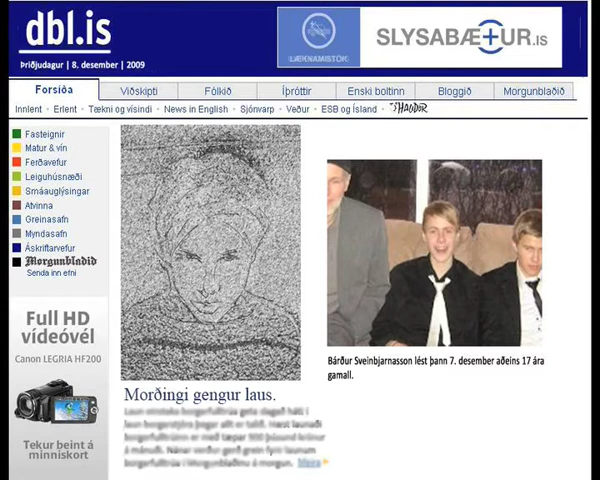 dbl.is
Þriðjudagur | 8. desember | 2009
LÆKNAMISTÖK
SLYSABÆTUR.IS
Forsíða
Viðskipti
Fólkið
Íþróttir
Enski boltinn
Bloggið
Morgunblaðið
Innlent • Erlent • Tækni og vísindi • News in English • Sjónvarp • Veður • ESB og Ísland •
Fasteignir
Matur & vín
Ferðavefur
Leiguhúsnæði
Smáauglýsingar
Atvinna
Greinasafn
Myndasafn
Áskriftarvefur
Morgunblaðið
Senda inn efni
Full HD
vídeóvél
Canon LEGRIA HF200
Tekur beint á
minniskort
Bárður Sveinbjarnasson lést þann 7. desember aðeins 17 ára
gamall.
Morðingi gengur laus.
Meira